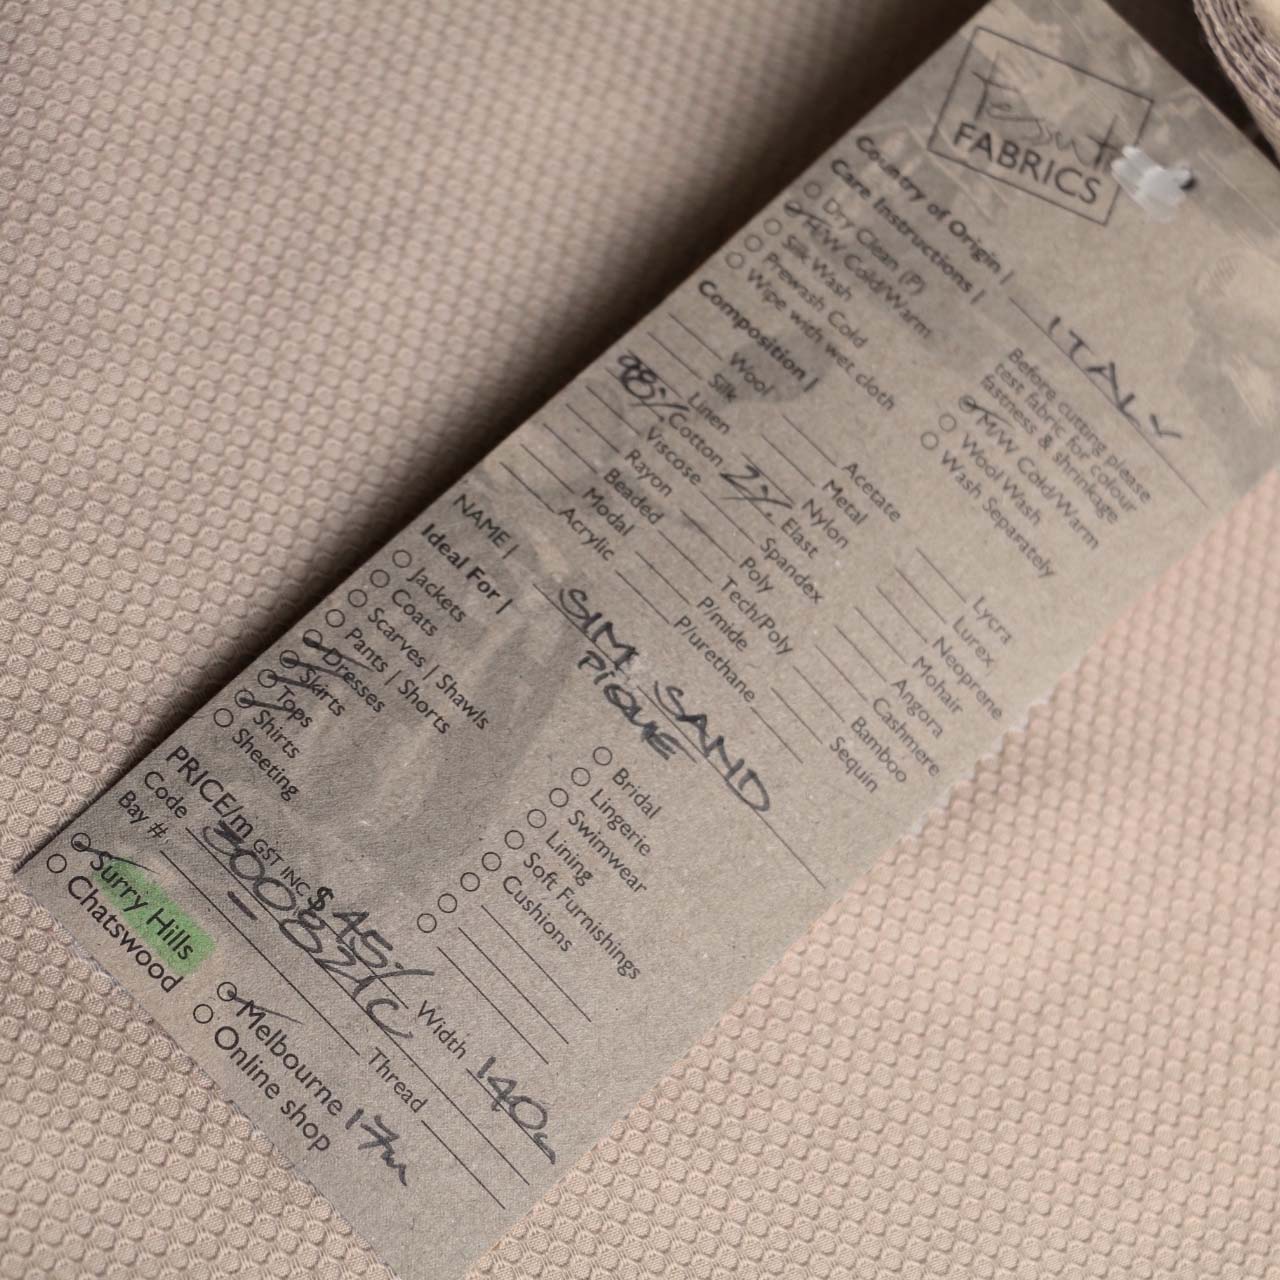 Tessuti
FABRICS
Country of Origin | ITALY
Care Instructions |
Dry Clean (P)
H/W Cold/Warm
Silk Wash
Prewash Cold
Wipe with wet cloth
Before cutting please
test fabric for colour
fastness & shrinkage
M/W Cold/Warm
Wool Wash
Wash Separately
Composition |
Wool
Silk
Linen
98% Cotton
Viscose
Rayon
Beaded
Modal
Acrylic
Acetate
Metal
Nylon
2% Elast
Spandex
Poly
Tech/Poly
P/mide
P/urethane
Lycra
Lurex
Neoprene
Mohair
Angora
Cashmere
Bamboo
Sequin
NAME | SIM SAND
PIQUE
Ideal For |
Jackets
Coats
Scarves | Shawls
Pants | Shorts
Dresses
Skirts
Tops
Shirts
Sheeting
Bridal
Lingerie
Swimwear
Lining
Soft Furnishings
Cushions
PRICE/m GST INC $45 Width 140c
Code 300821C Thread
Bay # -
Surry Hills
Chatswood
Melbourne 17m
Online shop